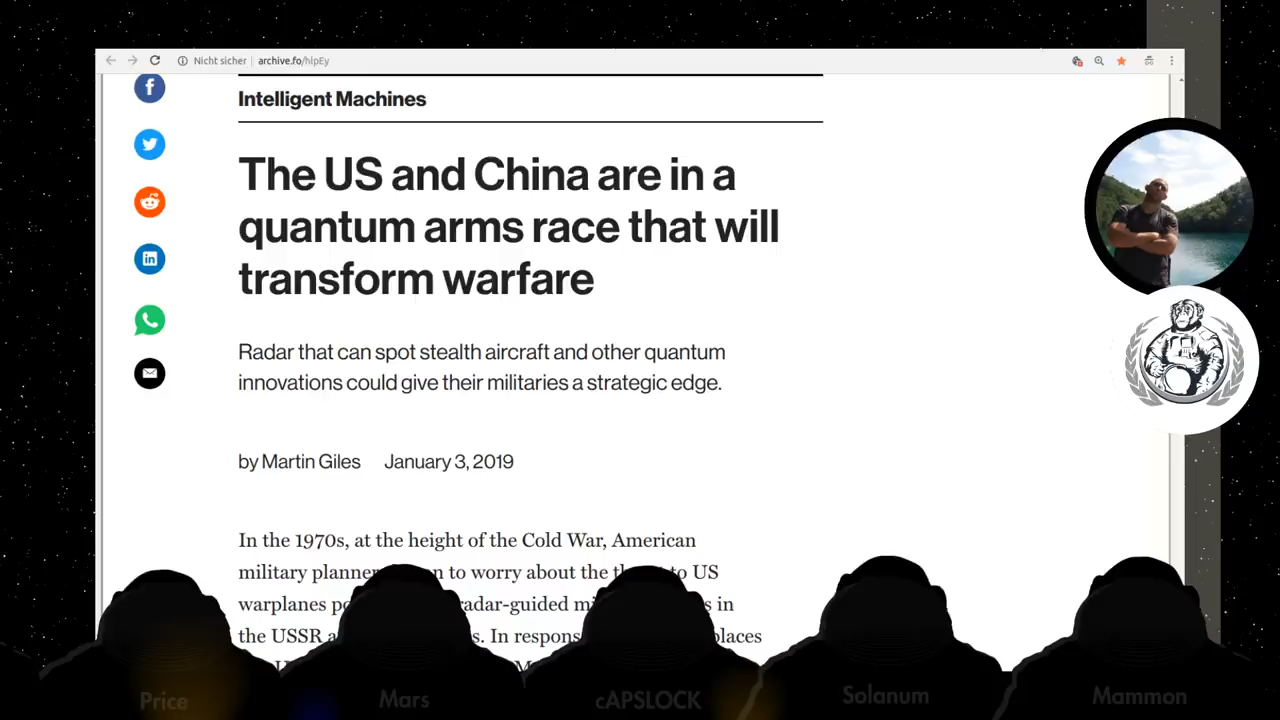 Nicht sicher archive.fo/hlpEy
Intelligent Machines
The US and China are in a
quantum arms race that will
transform warfare
Radar that can spot stealth aircraft and other quantum
innovations could give their militaries a strategic edge.
by Martin Giles January 3, 2019
In the 1970s, at the height of the Cold War, American
military to worry about the to US
warplanes radar-guided in
the USSR In
Price
Mars
cAPSLOCK
Solanum
Mammon